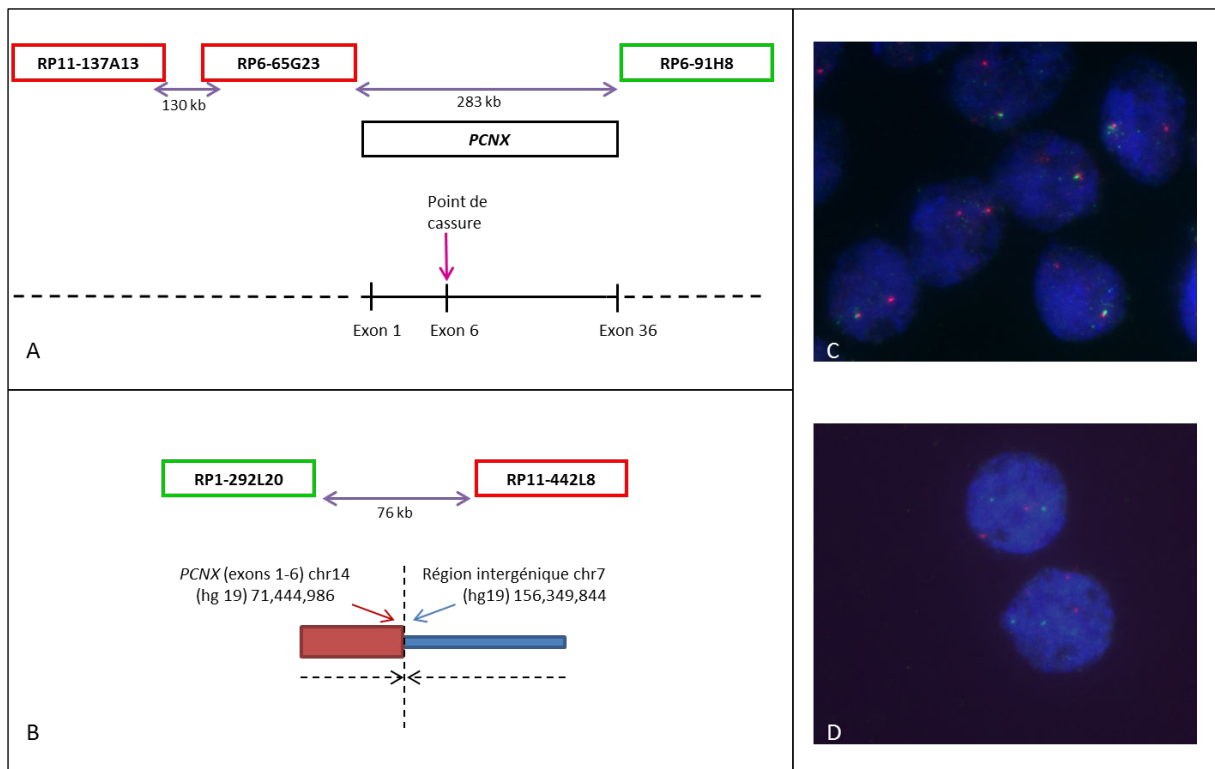 RP11-137A13
RP6-65G23
RP6-91H8
130 kb
283 kb
PCNX
Point de
cassure
Exon 1
Exon 6
Exon 36
A
RP1-292L20
RP11-442L8
76 kb
PCNX (exons 1-6) chr14
(hg 19) 71,444,986
Région intergénique chr7
(hg19) 156,349,844
B
C
D